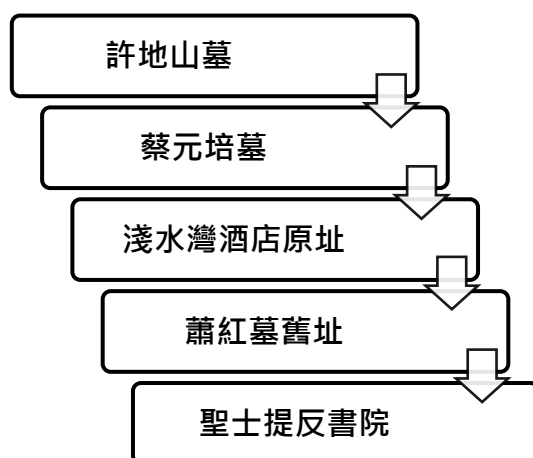 許地山墓
蔡元培墓
淺水灣酒店原址
蕭紅墓舊址
聖士提反書院